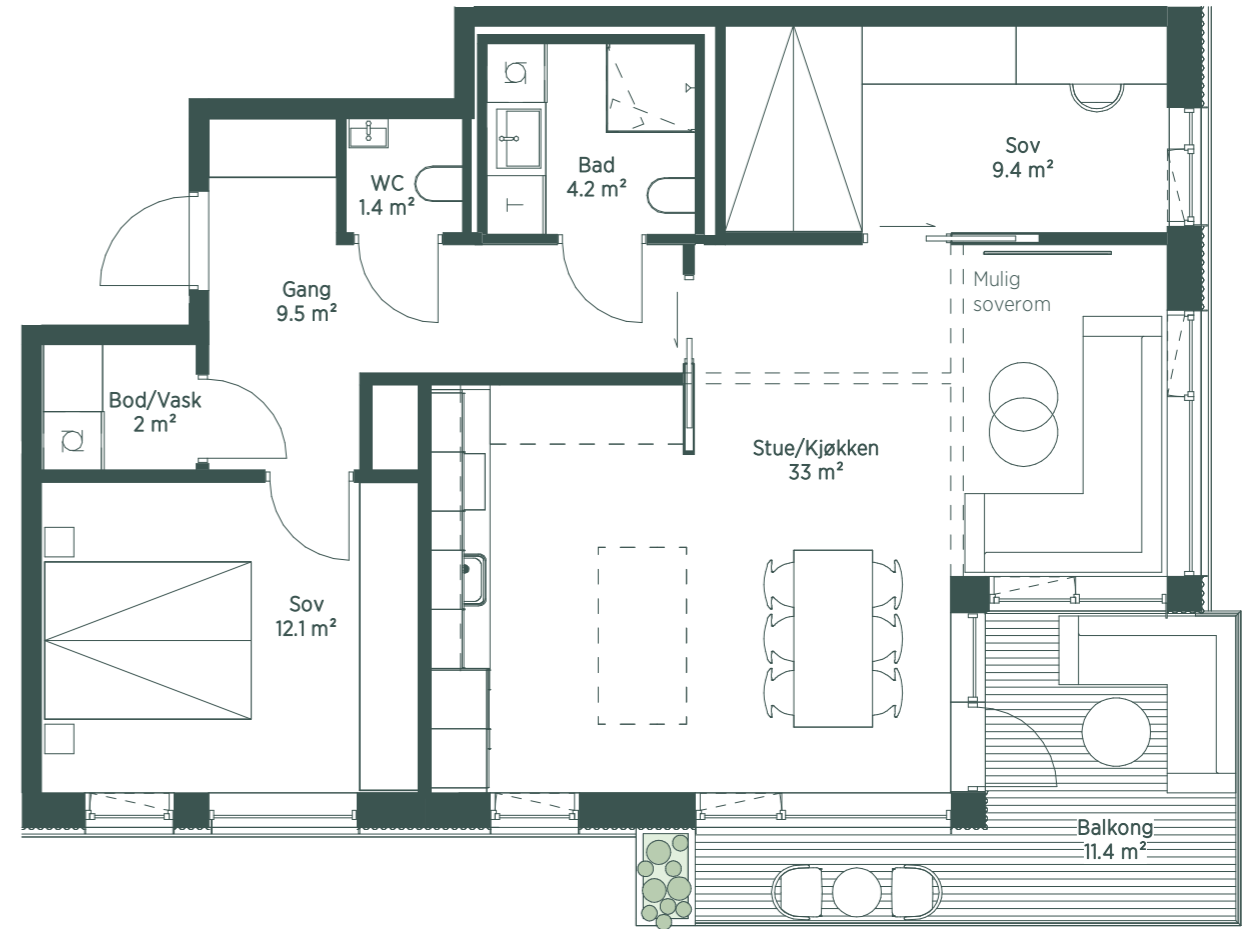 Bad
4.2 m²
WC
1.4 m²
Sov
9.4 m²
Gang
9.5 m²
Mulig
soverom
Bod/Vask
2 m²
Stue/Kjøkken
33 m²
Sov
12.1 m²
Balkong
11.4 m²
T